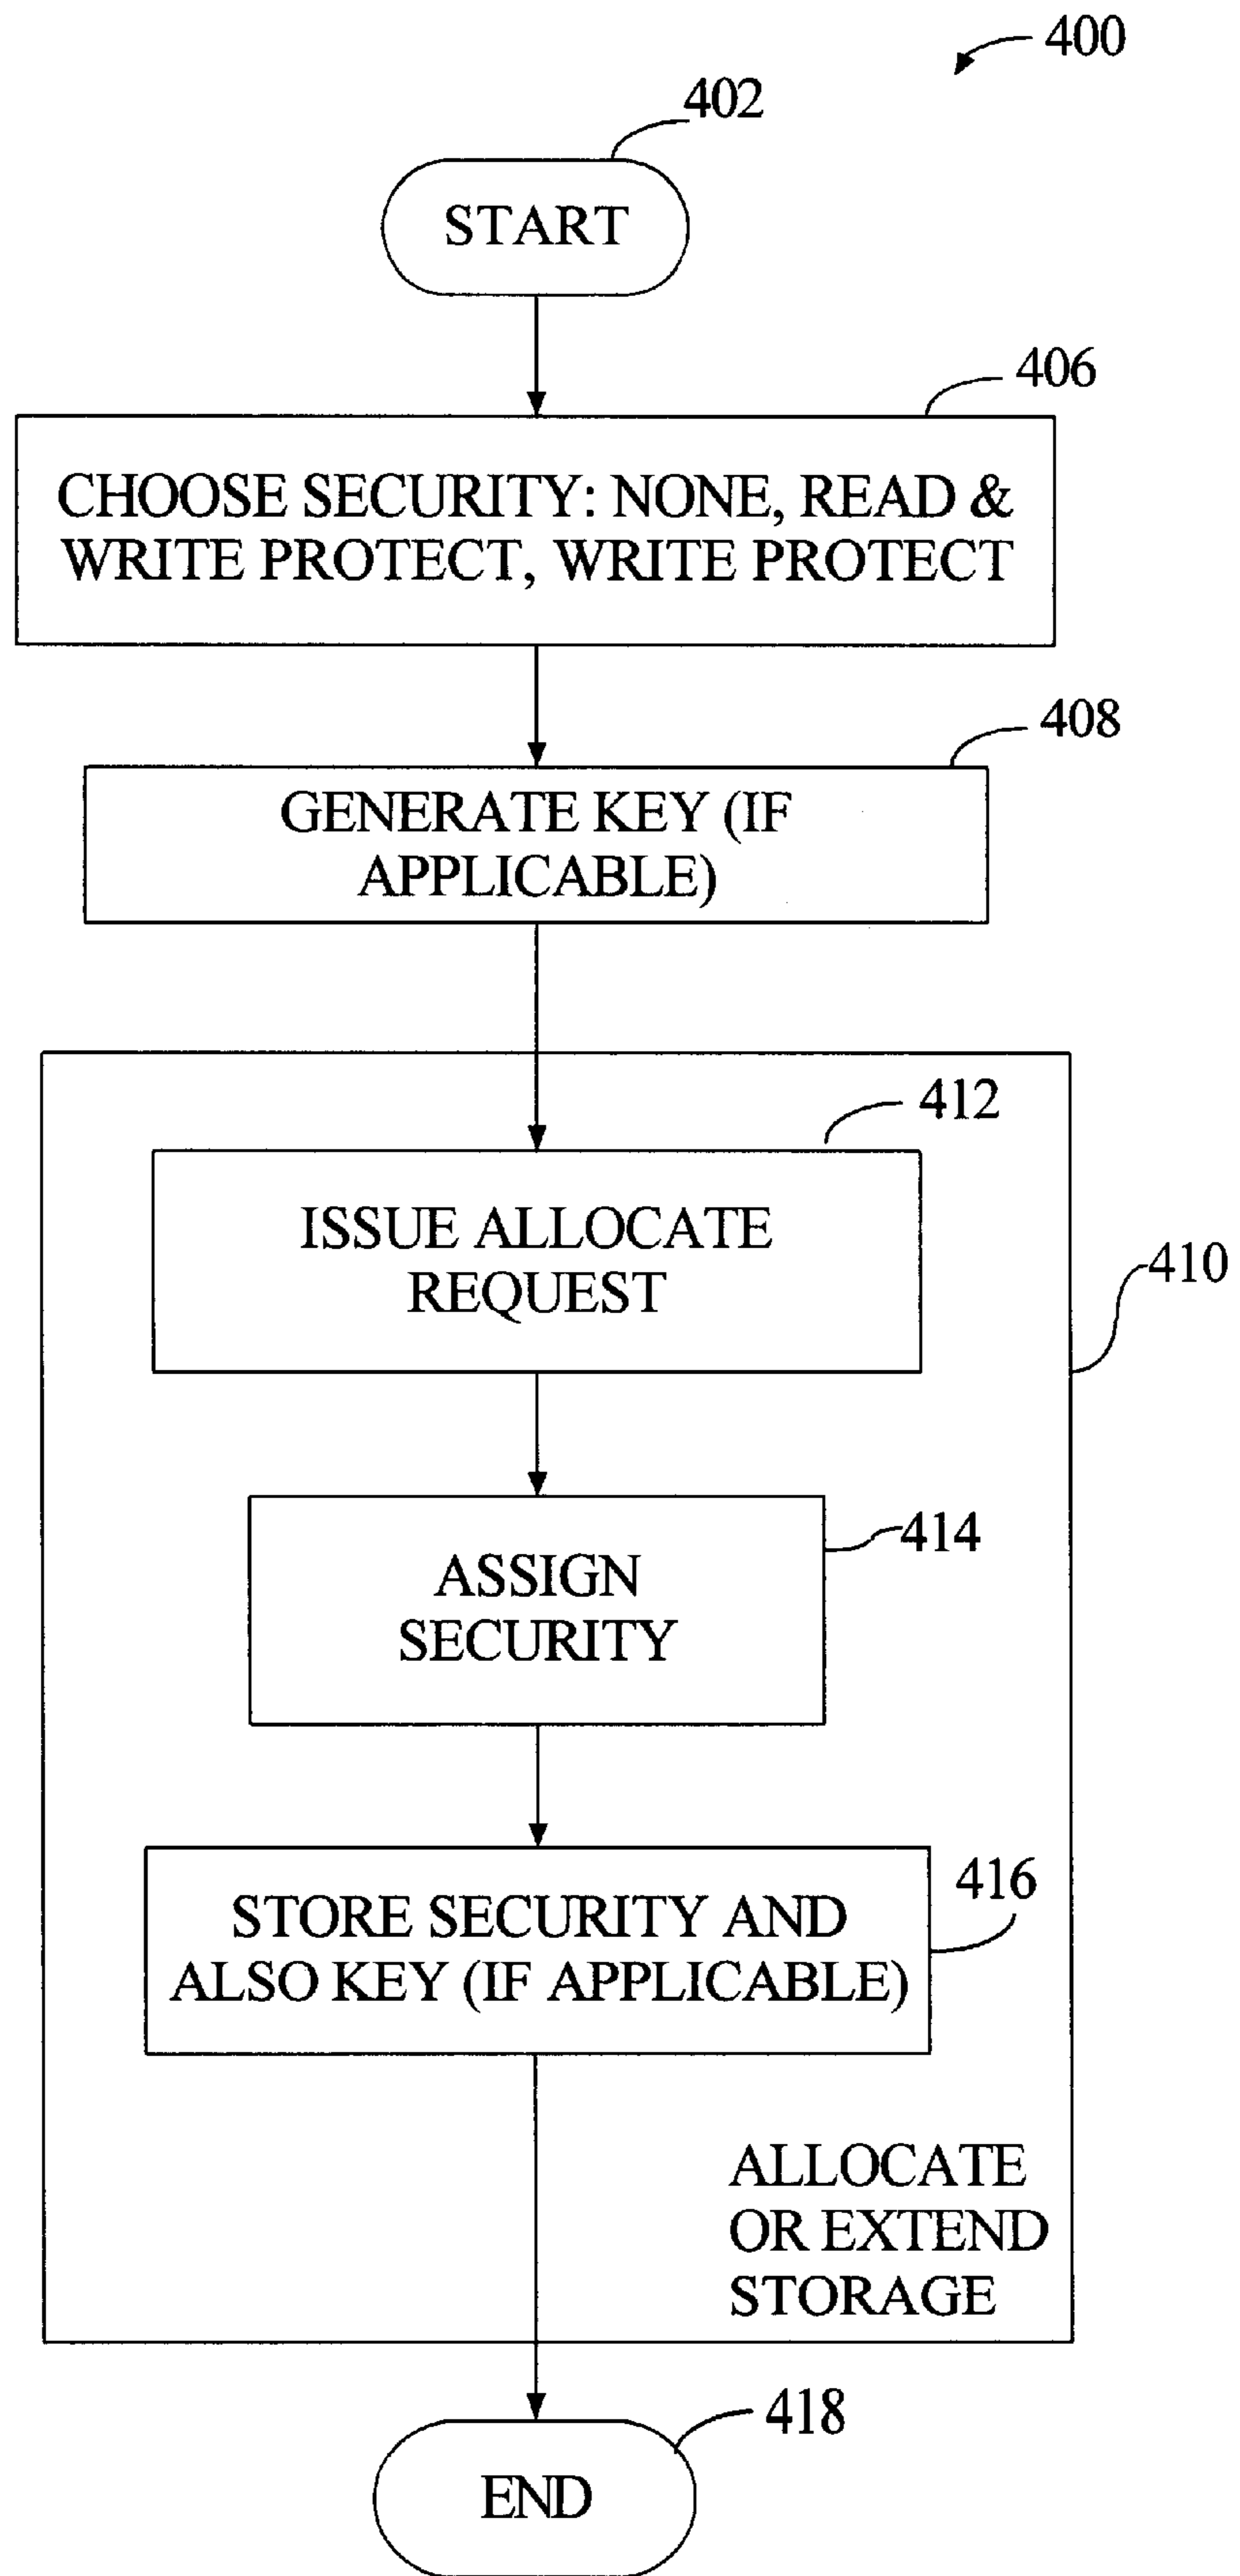 400
402
START
406
CHOOSE SECURITY: NONE, READ &
WRITE PROTECT, WRITE PROTECT
408
GENERATE KEY (IF
APPLICABLE)
412
ISSUE ALLOCATE
REQUEST
410
414
ASSIGN
SECURITY
416
STORE SECURITY AND
ALSO KEY (IF APPLICABLE)
ALLOCATE
OR EXTEND
STORAGE
418
END